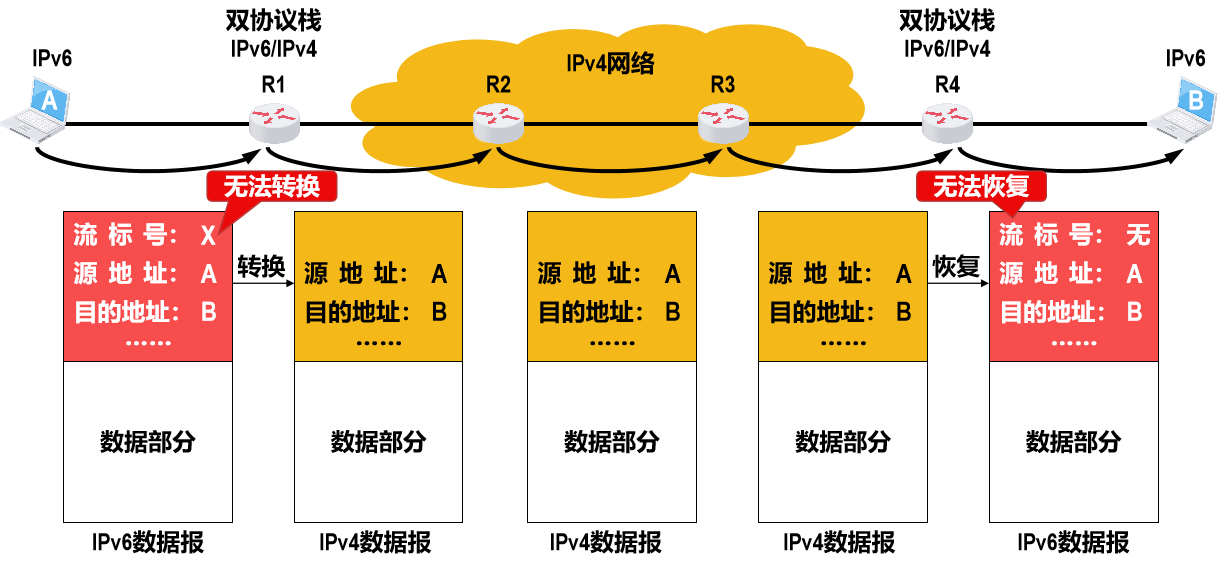 双协议栈
IPv6/IPv4
双协议栈
IPv6/IPv4
IPv6
IPv4网络
IPv6
R1
R2
R3
R4
A
B
无法转换
无法恢复
流标号: X
源地址: A
目的地址: B
……
转换
源地址: A
目的地址: B
……
源地址: A
目的地址: B
……
源地址: A
目的地址: B
……
恢复
流标号: 无
源地址: A
目的地址: B
……
数据部分
数据部分
数据部分
数据部分
数据部分
IPv6数据报
IPv4数据报
IPv4数据报
IPv4数据报
IPv6数据报